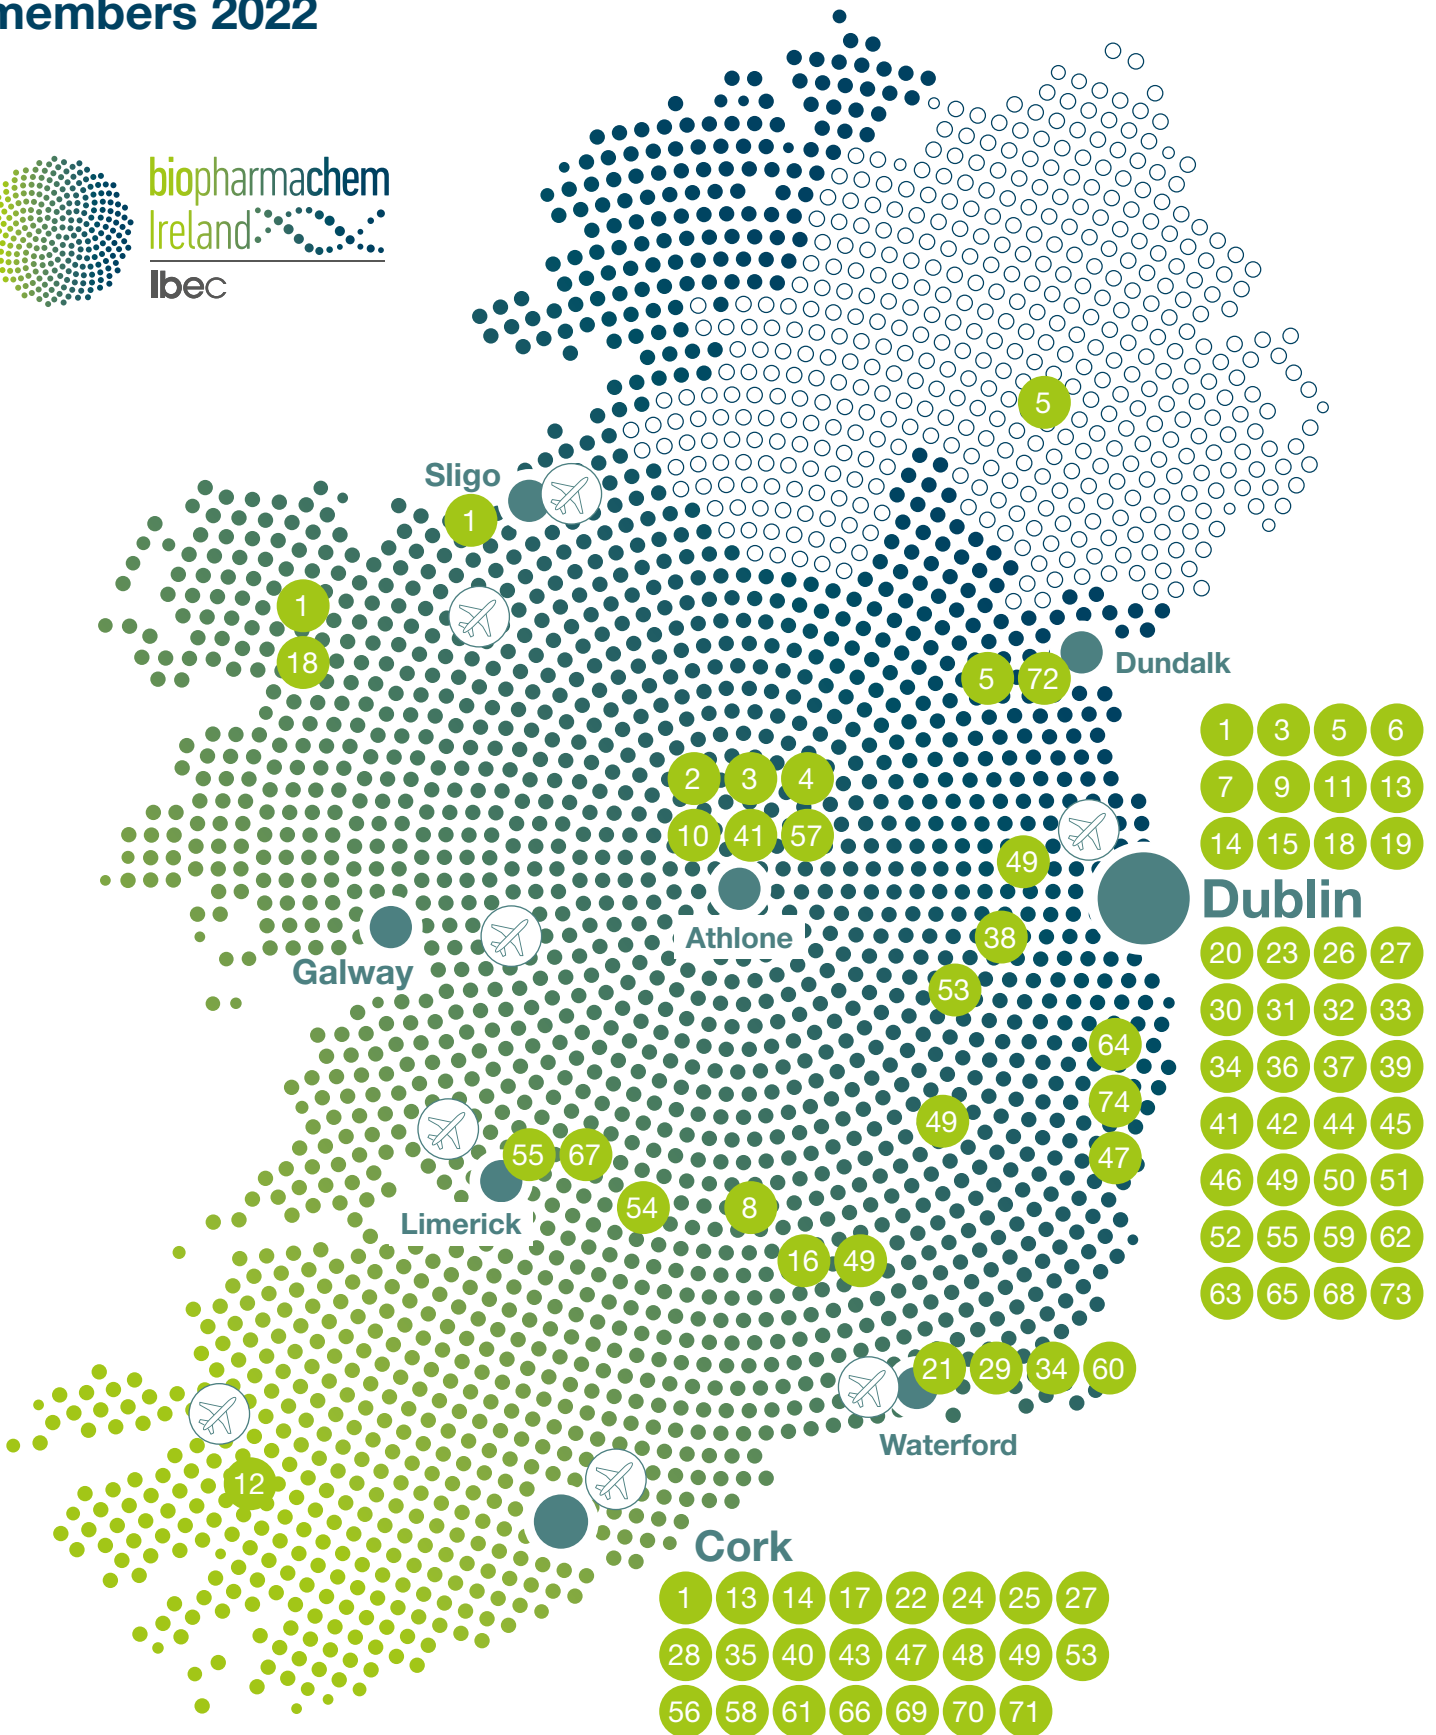 members 2022
biopharmachem
Ireland
Ibec
5
Sligo
1
1
18
Dundalk
5 72
1 3 5 6
7 9 11 13
14 15 18 19
Dublin
20 23 26 27
30 31 32 33
34 36 37 39
41 42 44 45
46 49 50 51
52 55 59 62
63 65 68 73
2 3 4
10 41 57
Athlone
49
38
53
Galway
64
74
47
49
55 67
54
8
Limerick
16 49
21 29 34 60
Waterford
12
Cork
1 13 14 17 22 24 25 27
28 35 40 43 47 48 49 53
56 58 61 66 69 70 71